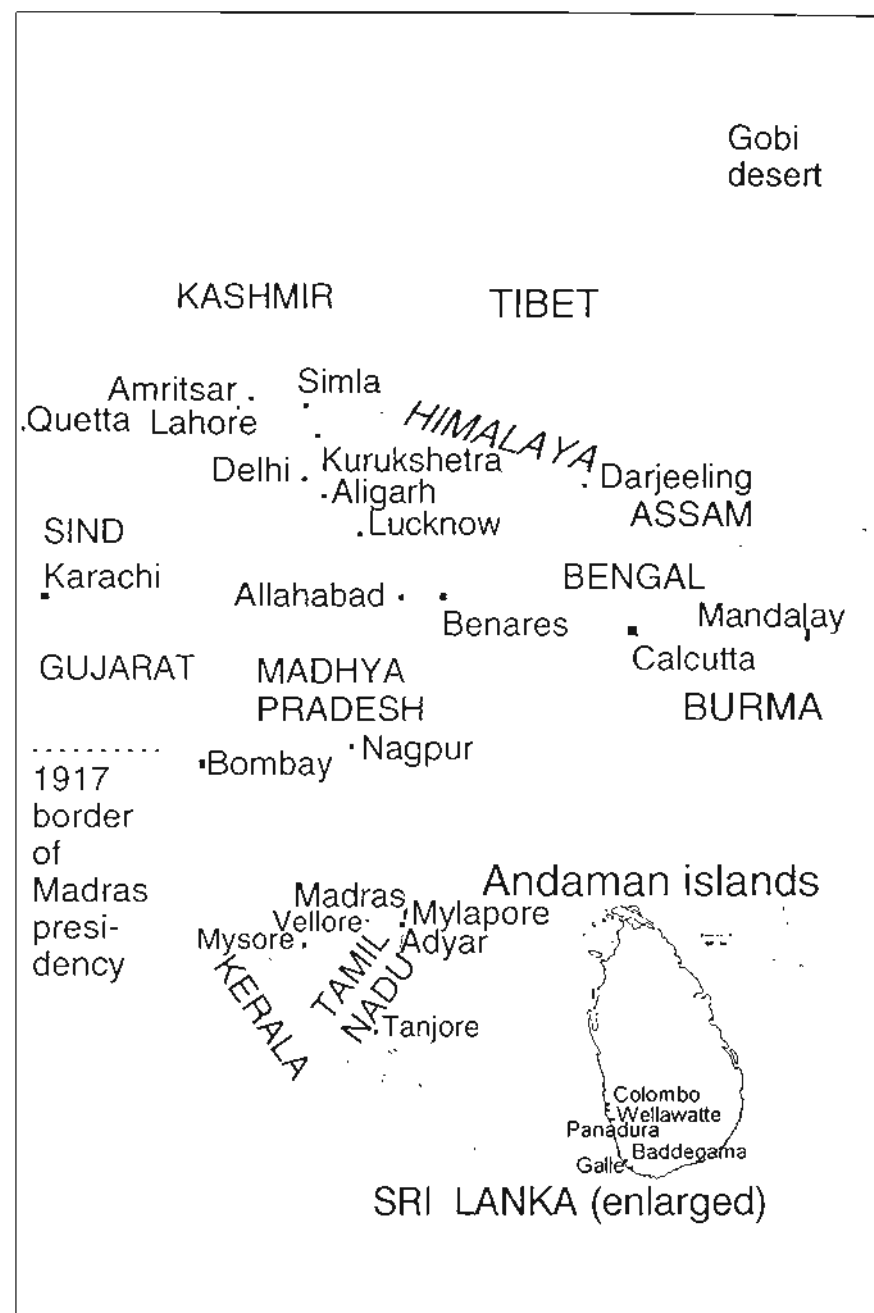 Gobi
desert
KASHMIR
TIBET
Amritsar
Simla
Quetta
Lahore
HIMALAYA
Kurukshetra
Delhi
Darjeeling
Aligarh
ASSAM
Lucknow
SIND
Karachi
BENGAL
Allahabad
Benares
Mandalay
Calcutta
GUJARAT
MADHYA
PRADESH
BURMA
Nagpur
Bombay
1917
border
of
Madras
presi-
dency
Andaman islands
Madras
Mylapore
Vellore
Mysore
Adyar
KERALA
TAMIL
NADU
Tanjore
Colombo
Wellawatte
Panadura
Baddegama
Galle
SRI LANKA (enlarged)